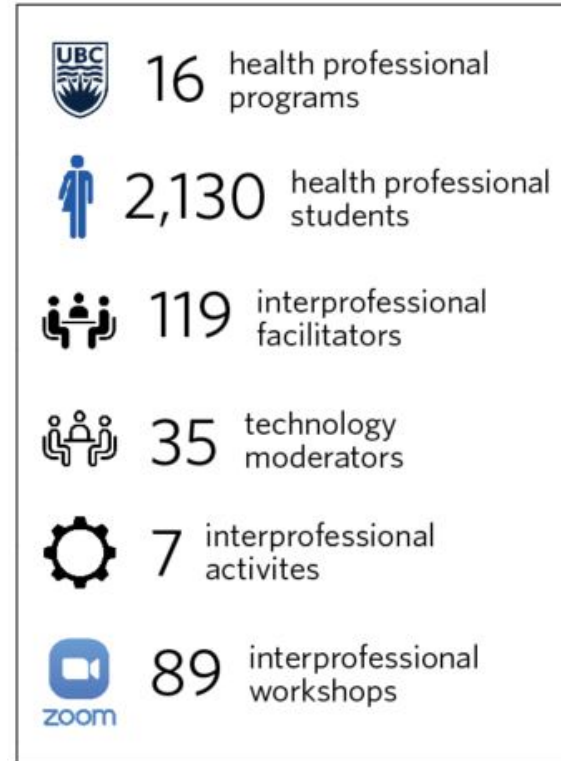 UBC
16 health professional
programs
2,130 health professional
students
119 interprofessional
facilitators
35 technology
moderators
7 interprofessional
activites
89 interprofessional
workshops
zoom